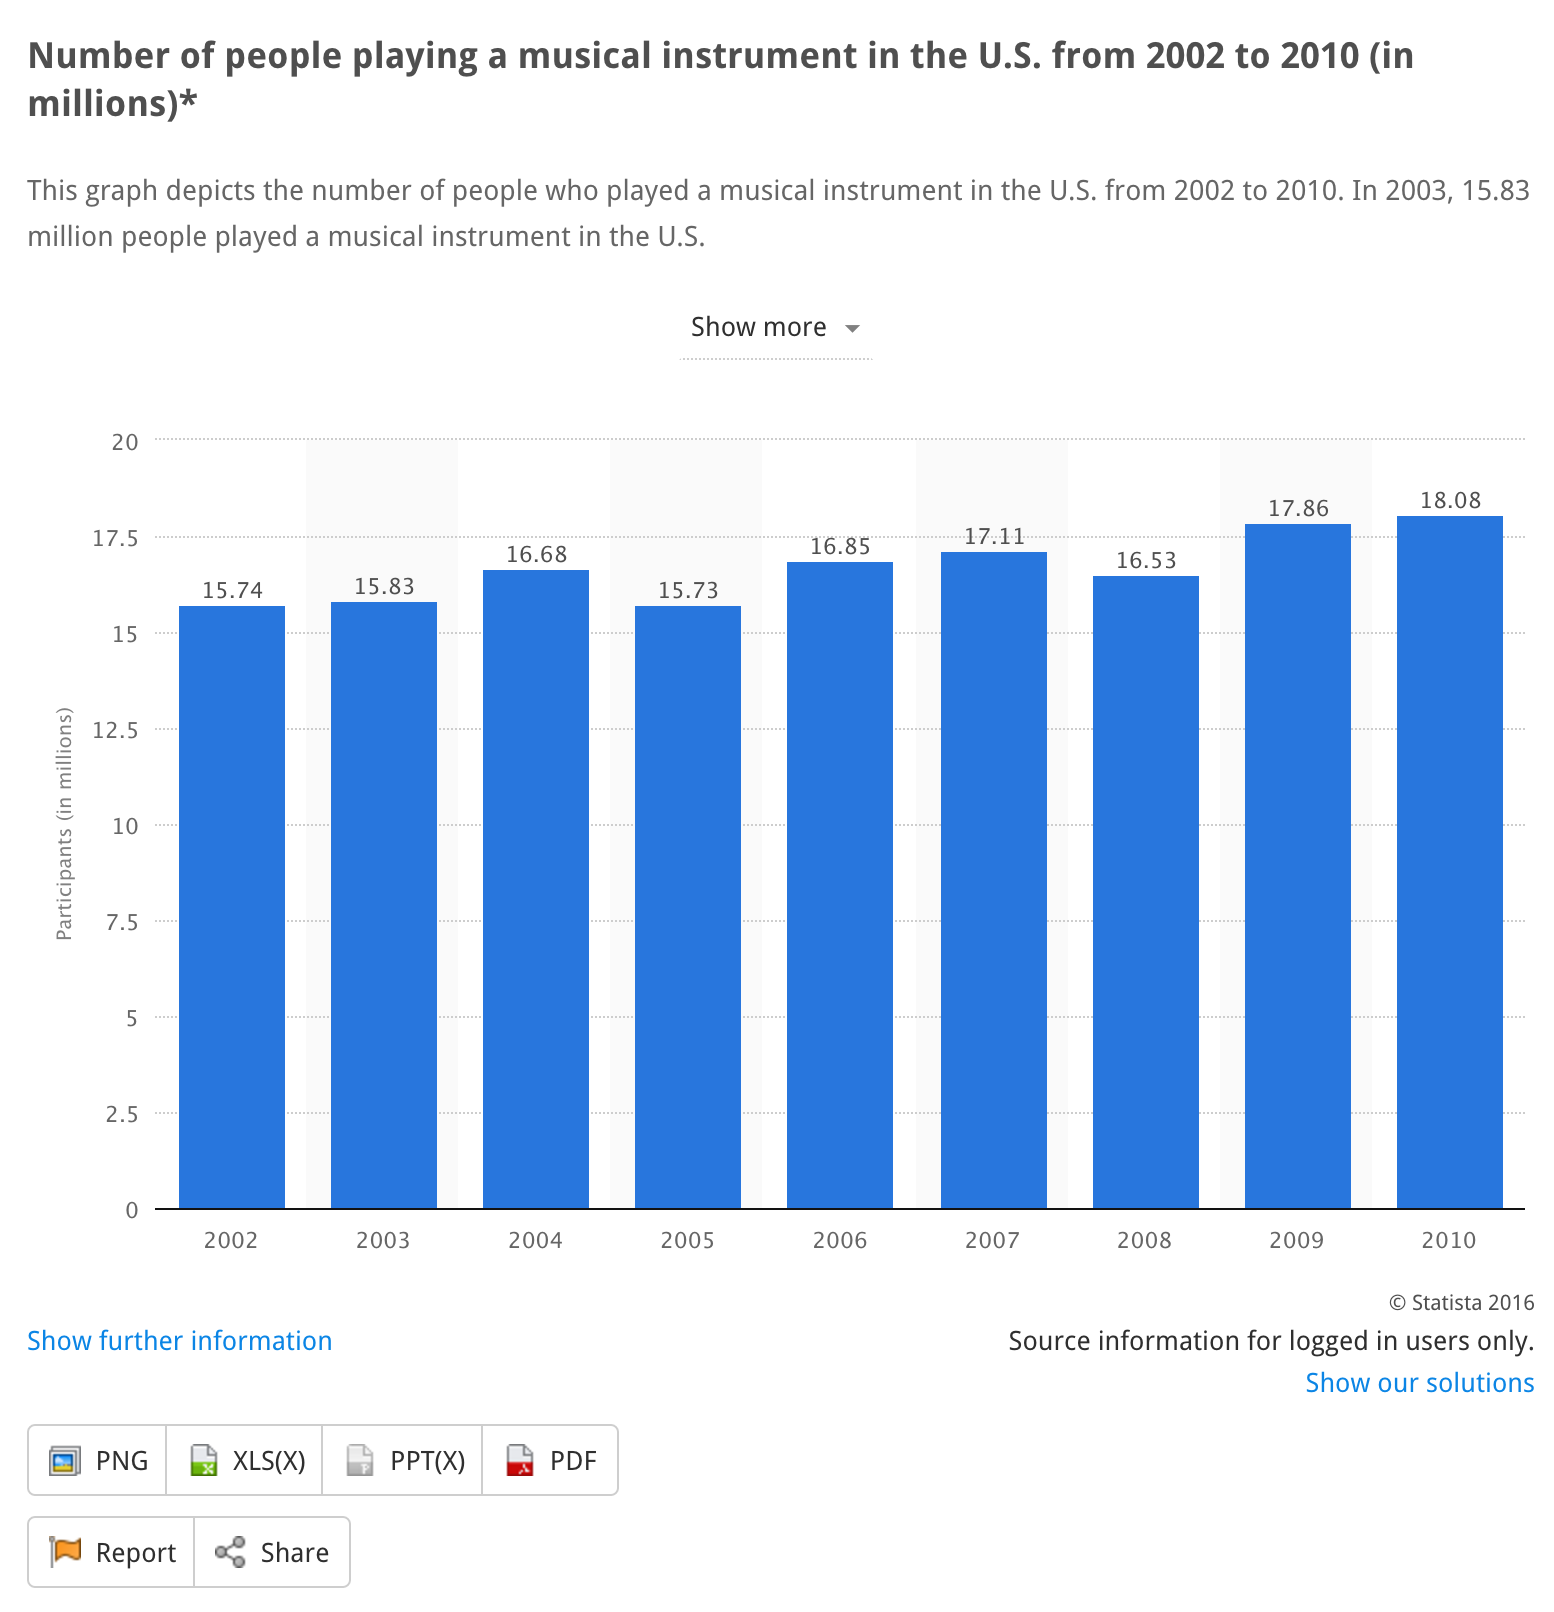 Number of people playing a musical instrument in the U.S. from 2002 to 2010 (in
millions)*
This graph depicts the number of people who played a musical instrument in the U.S. from 2002 to 2010. In 2003, 15.83
million people played a musical instrument in the U.S.
Show more
20
17.5
15
12.5
10
7.5
5
2.5
0
Participants (in millions)
15.74
15.83
16.68
15.73
16.85
17.11
16.53
17.86
18.08
2002
2003
2004
2005
2006
2007
2008
2009
2010
© Statista 2016
Show further information
Source information for logged in users only.
Show our solutions
PNG
XLS(X)
PPT(X)
PDF
Report
Share